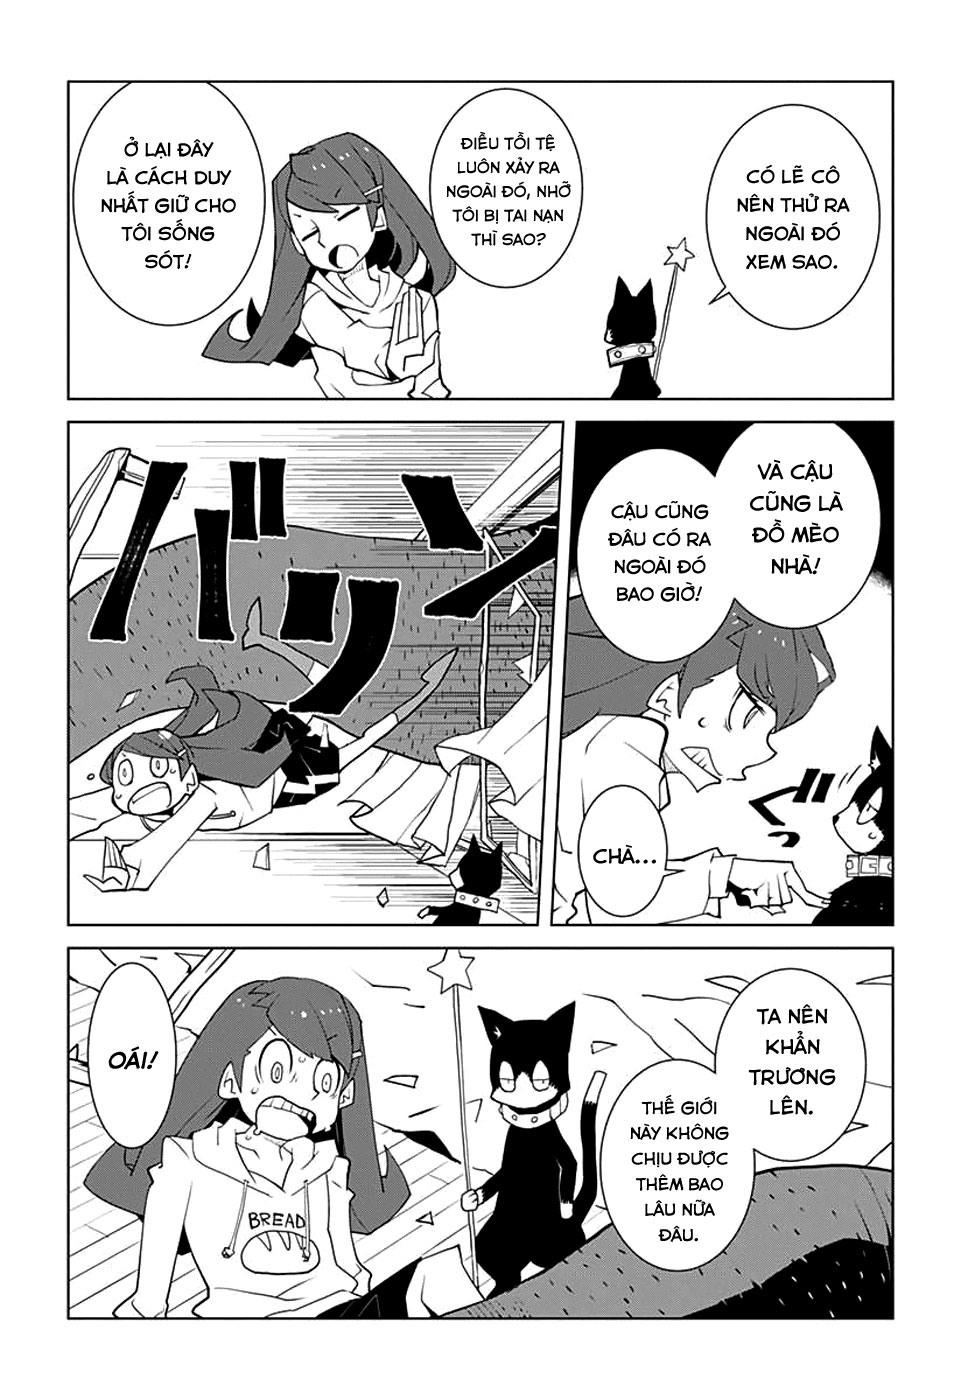 CÓ LẼ CÔ
NÊN THỬ RA
NGOÀI ĐÓ
XEM SAO.
ĐIỀU TỒI TỆ
LUÔN XẢY RA
NGOÀI ĐÓ, NHỠ
TÔI BỊ TAI NẠN
THÌ SAO?
Ở LẠI ĐÂY
LÀ CÁCH DUY
NHẤT GIỮ CHO
TÔI SỐNG
SÓT!
VÀ CẬU
CŨNG LÀ
ĐỒ MÈO
NHÀ!
CẬU CŨNG
ĐÂU CÓ RA
NGOÀI ĐÓ
BAO GIỜ!
グッ
CHÀ...
バリン
TA NÊN
KHẨN
TRƯƠNG
LÊN.
THẾ GIỚI
NÀY KHÔNG
CHỊU ĐƯỢC
THÊM BAO
LÂU NỮA
ĐÂU.
OÁI!
BREAD